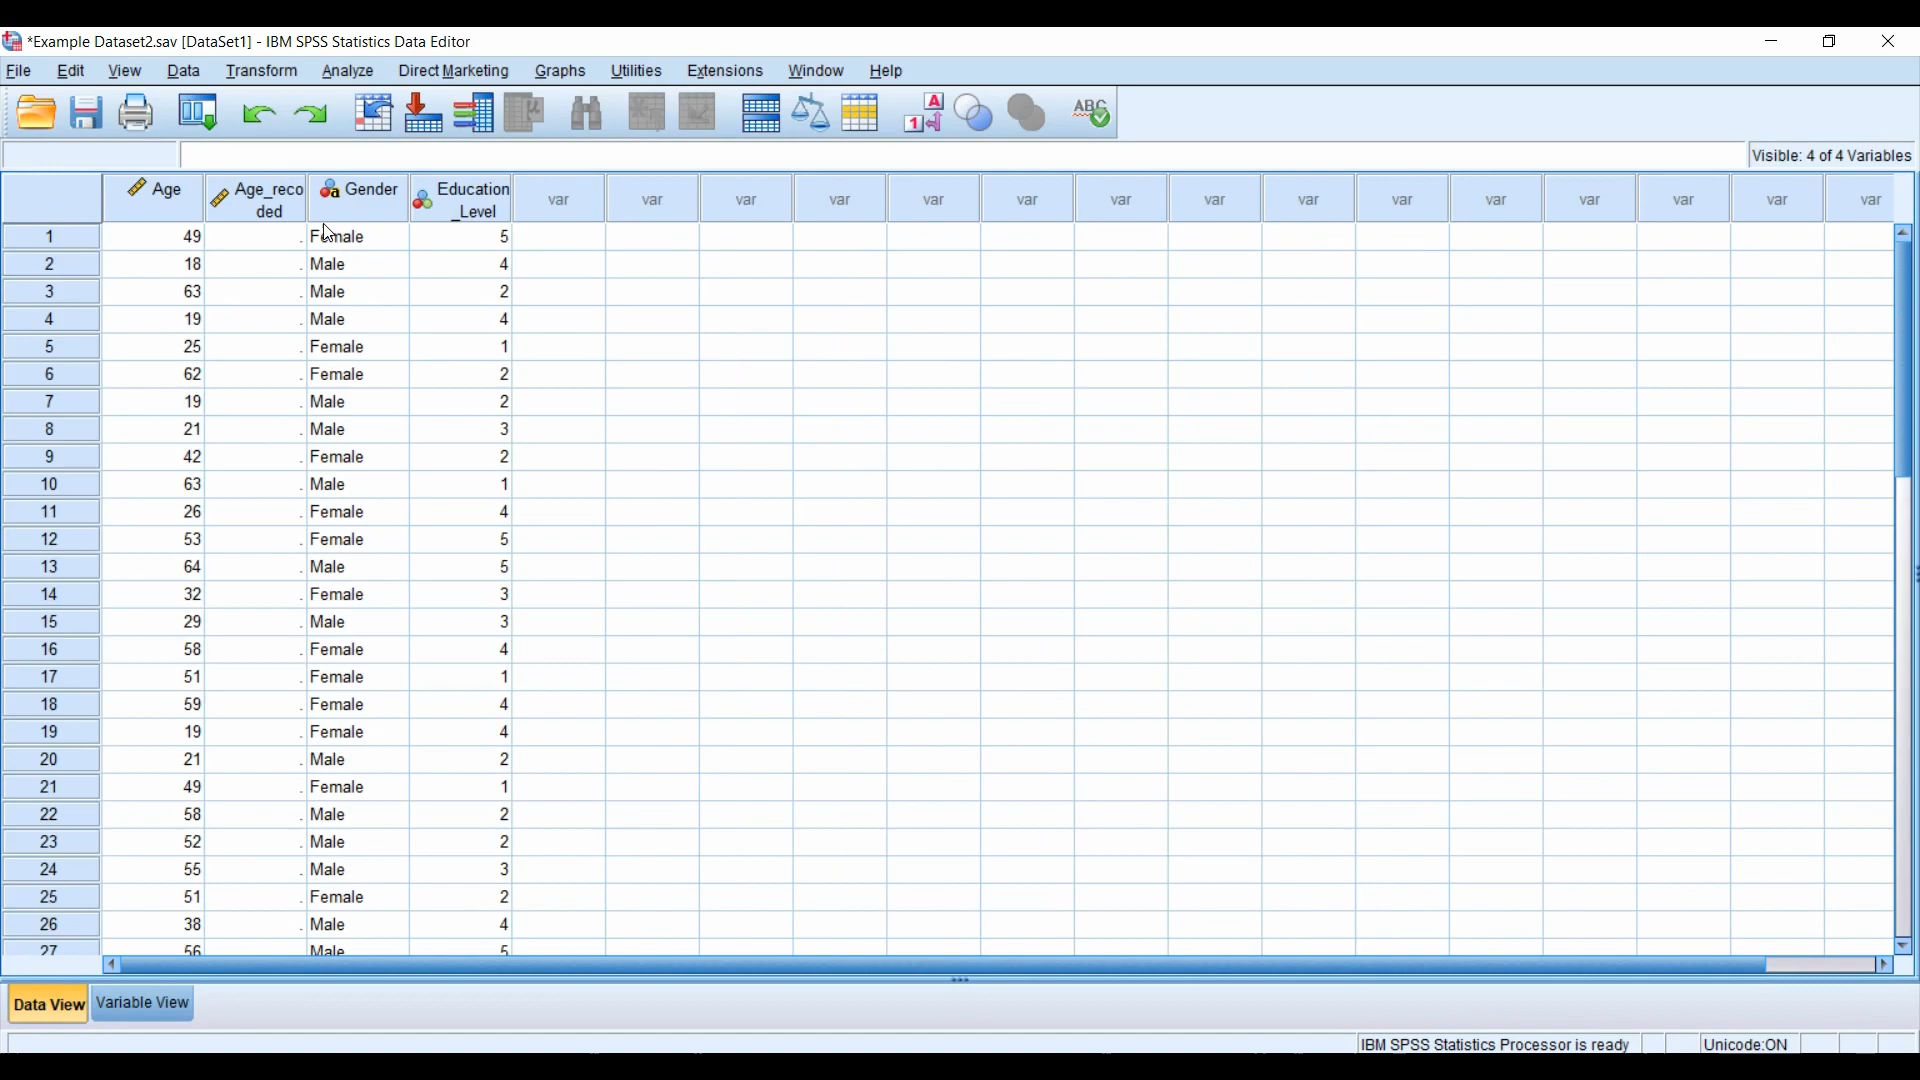 *Example Dataset2.sav [DataSet1] - IBM SPSS Statistics Data Editor
File Edit View Data Transform Analyze Direct Marketing Graphs Utilities Extensions Window Help
A
1
ABC
Visible: 4 of 4 Variables
Age Age_reco Gender Education var var var var var var var var var var var var var var var
ded _Level
1 49 . Female 5
2 18 . Male 4
3 63 . Male 2
4 19 . Male 4
5 25 . Female 1
6 62 . Female 2
7 19 . Male 2
8 21 . Male 3
9 42 . Female 2
10 63 . Male 1
11 26 . Female 4
12 53 . Female 5
13 64 . Male 5
14 32 . Female 3
15 29 . Male 3
16 58 . Female 4
17 51 . Female 1
18 59 . Female 4
19 19 . Female 4
20 21 . Male 2
21 49 . Female 1
22 58 . Male 2
23 52 . Male 2
24 55 . Male 3
25 51 . Female 2
26 38 . Male 4
27 56 Male 5
Data View Variable View
IBM SPSS Statistics Processor is ready Unicode:ON